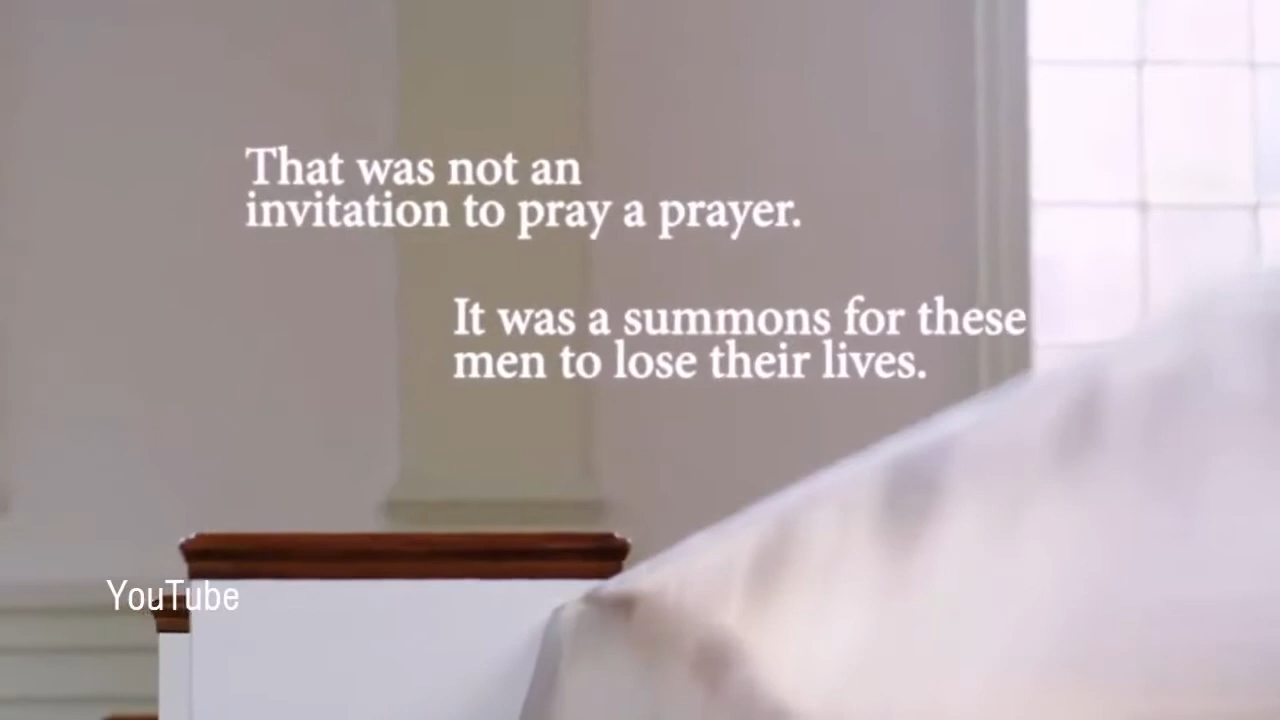 That was not an
invitation to pray a prayer.
It was a summons for these
men to lose their lives.
YouTube